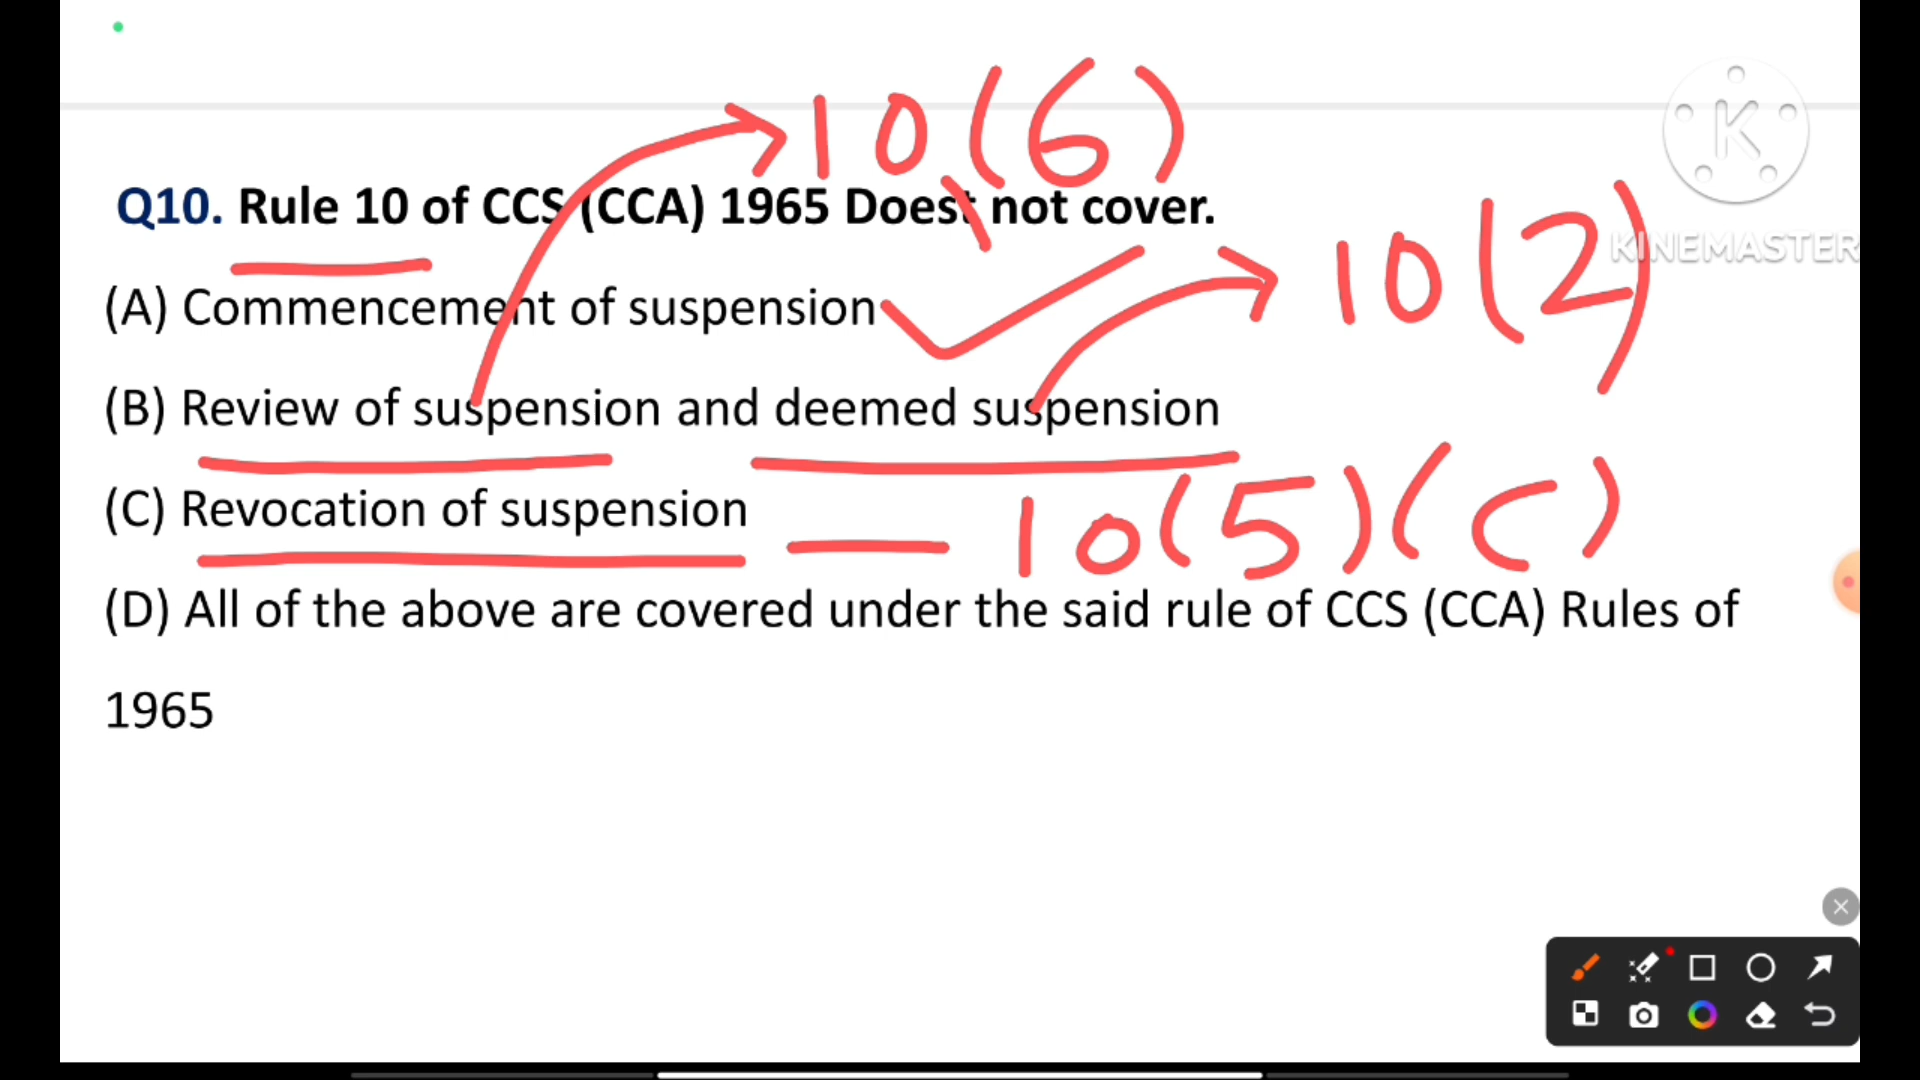 10(6)
Q10. Rule 10 of CCS (CCA) 1965 Does not cover.
10(2)
KINEMASTER
(A) Commencement of suspension
(B) Review of suspension and deemed suspension
(C) Revocation of suspension — 10(5)(c)
(D) All of the above are covered under the said rule of CCS (CCA) Rules of
1965